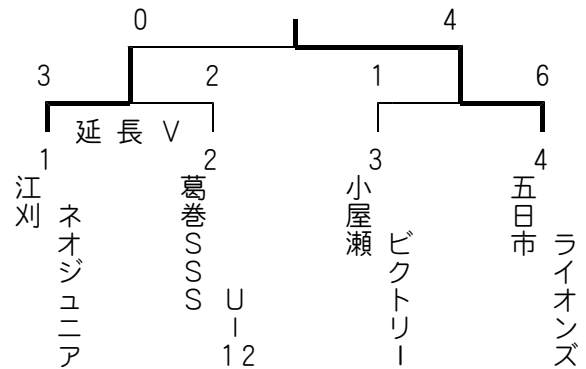 0 4
3 2 1 6
延長V
1 2 3 4
江刈
ネオジュニア
葛巻SSS
U-12
小屋瀬
ビクトリー
五日市
ライオンズ